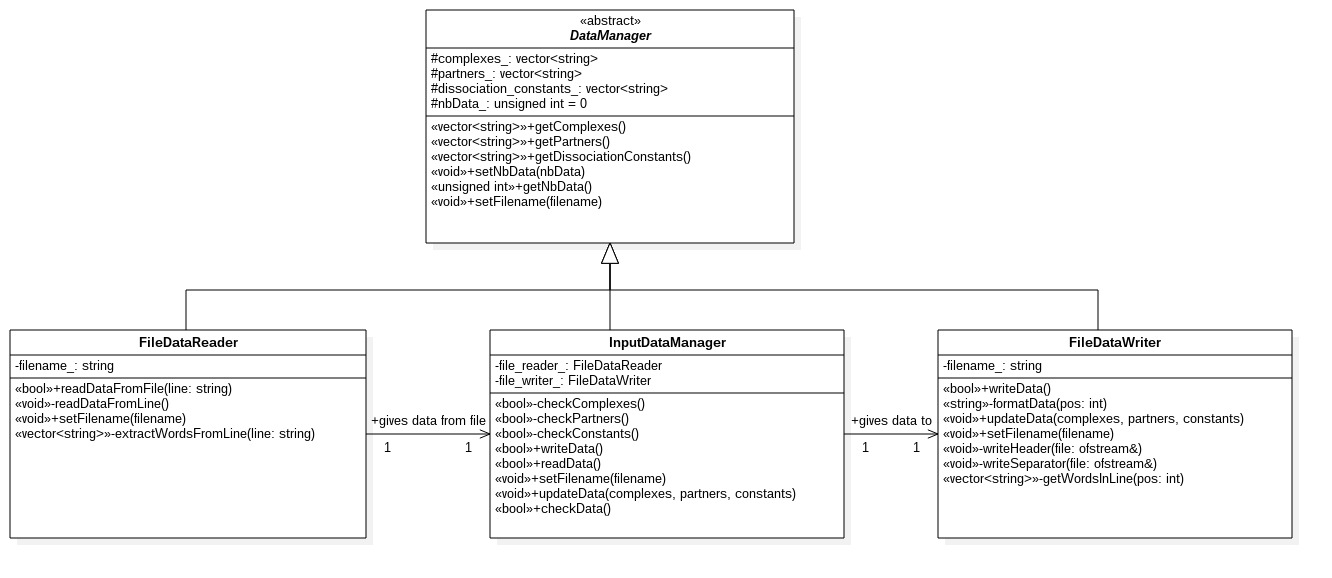 «abstract»
DataManager
#complexes_: vector<string>
#partners_: vector<string>
#dissociation_constants_: vector<string>
#nbData_: unsigned int = 0
«vector<string>»+getComplexes()
«vector<string>»+getPartners()
«vector<string>»+getDissociationConstants()
«void»+setNbData(nbData)
«unsigned int»+getNbData()
«void»+setFilename(filename)
FileDataReader
-filename_: string
«bool»+readDataFromFile(line: string)
«void»-readDataFromLine()
«void»+setFilename(filename)
«vector<string>»-extractWordsFromLine(line: string)
+gives data from file
1
1
InputDataManager
-file_reader_: FileDataReader
-file_writer_: FileDataWriter
«bool»-checkComplexes()
«bool»-checkPartners()
«bool»-checkConstants()
«bool»+writeData()
«bool»+readData()
«void»+setFilename(filename)
«void»+updateData(complexes, partners, constants)
«bool»+checkData()
+gives data to
1
1
FileDataWriter
-filename_: string
«bool»+writeData()
«string»-formatData(pos: int)
«void»+updateData(complexes, partners, constants)
«void»+setFilename(filename)
«void»-writeHeader(file: ofstream&)
«void»-writeSeparator(file: ofstream&)
«vector<string>»-getWordsInLine(pos: int)